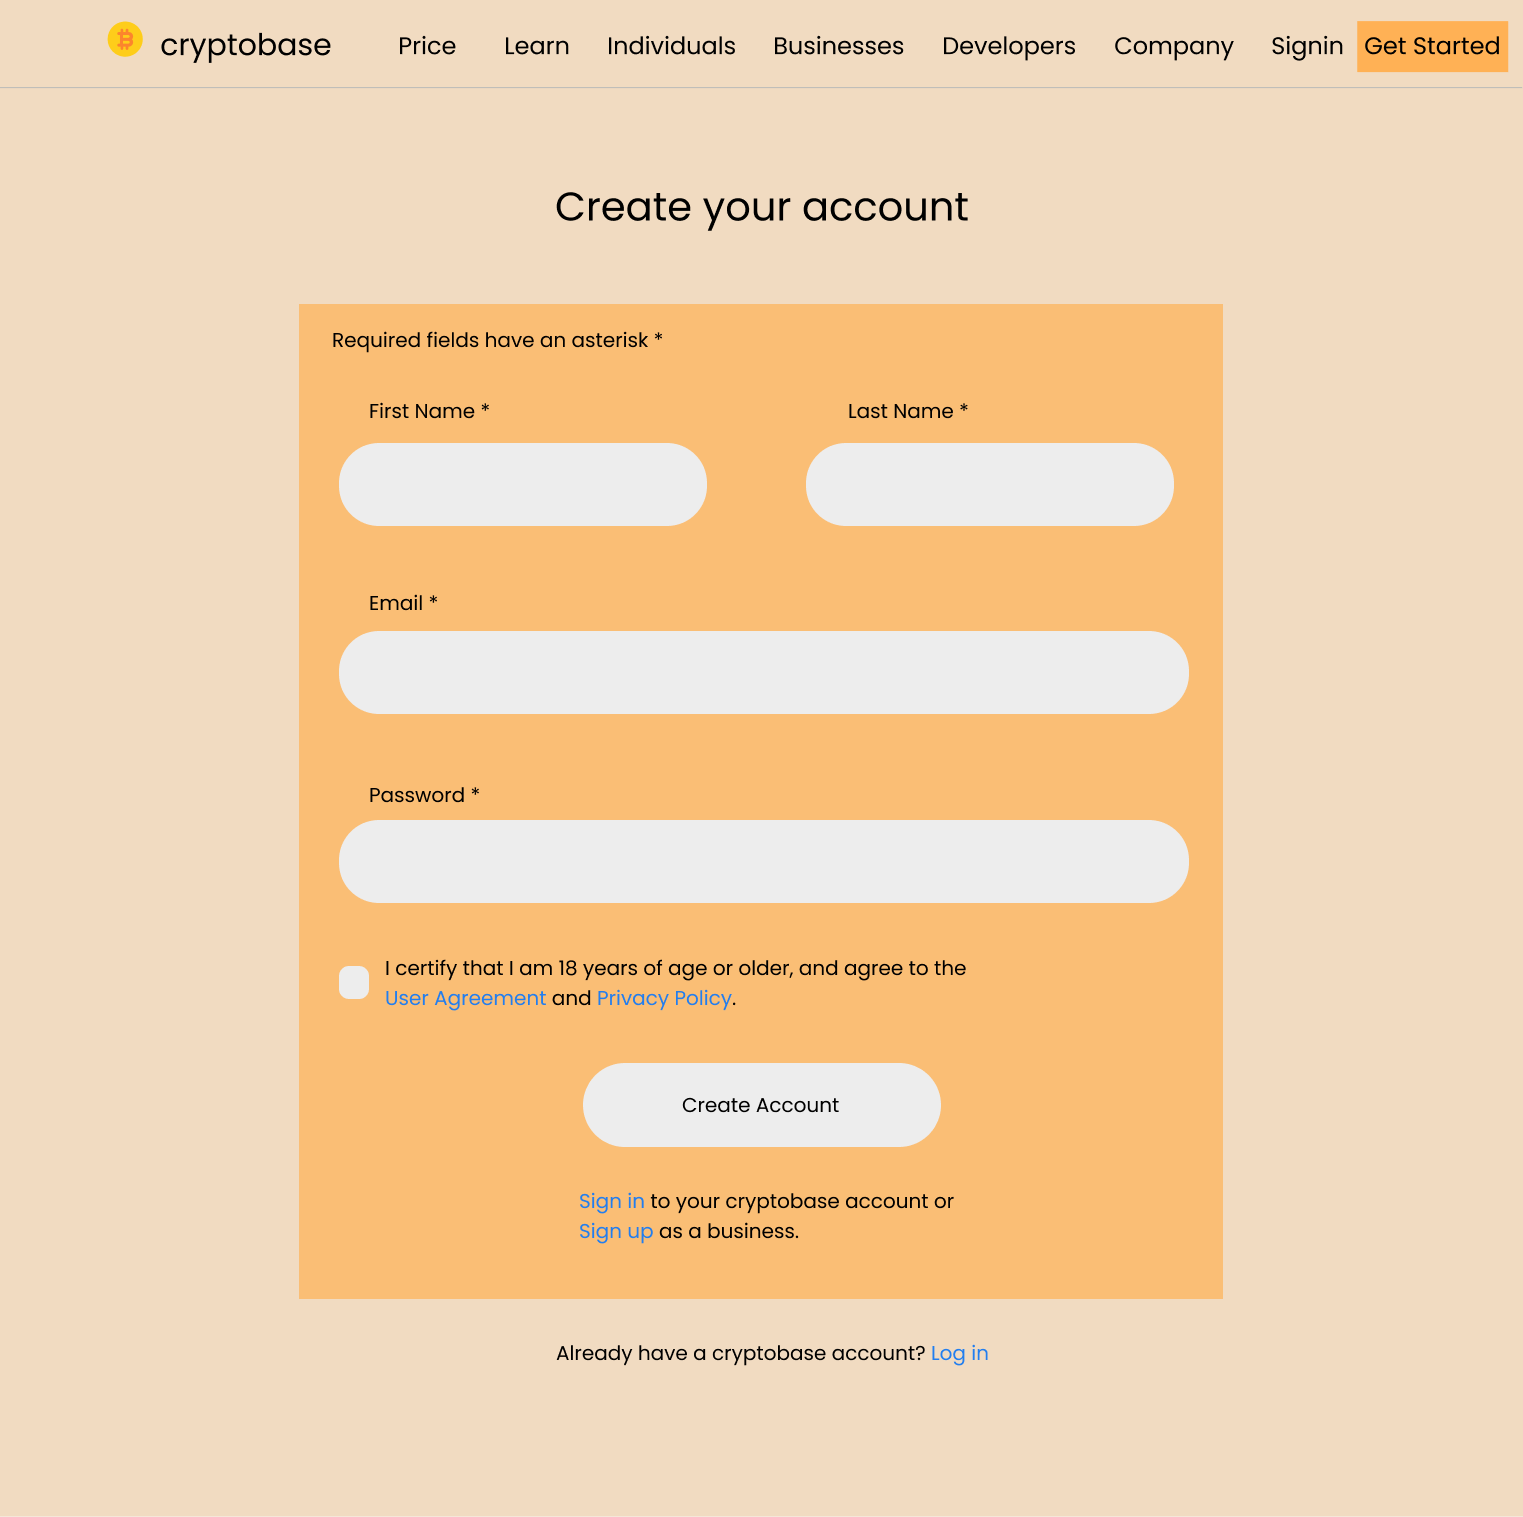 cryptobase Price Learn Individuals Businesses Developers Company Signin Get Started
Create your account
Required fields have an asterisk *
First Name * Last Name *
Email *
Password *
I certify that I am 18 years of age or older, and agree to the
User Agreement and Privacy Policy.
Create Account
Sign in to your cryptobase account or
Sign up as a business.
Already have a cryptobase account? Log in